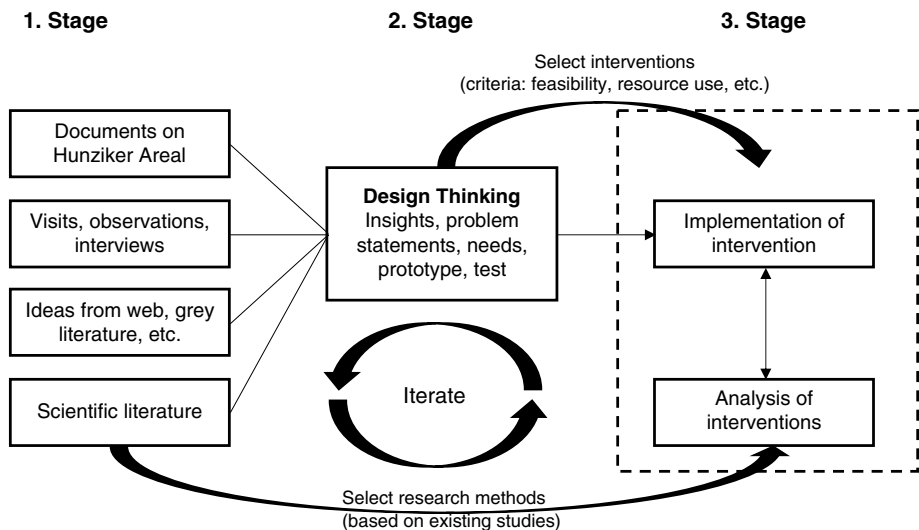 1. Stage
2. Stage
3. Stage
Select interventions
(criteria: feasibility, resource use, etc.)
Documents on
Hunziker Areal
Visits, observations,
interviews
Ideas from web, grey
literature, etc.
Scientific literature
Design Thinking
Insights, problem
statements, needs,
prototype, test
Iterate
Implementation of
intervention
Analysis of
interventions
Select research methods
(based on existing studies)